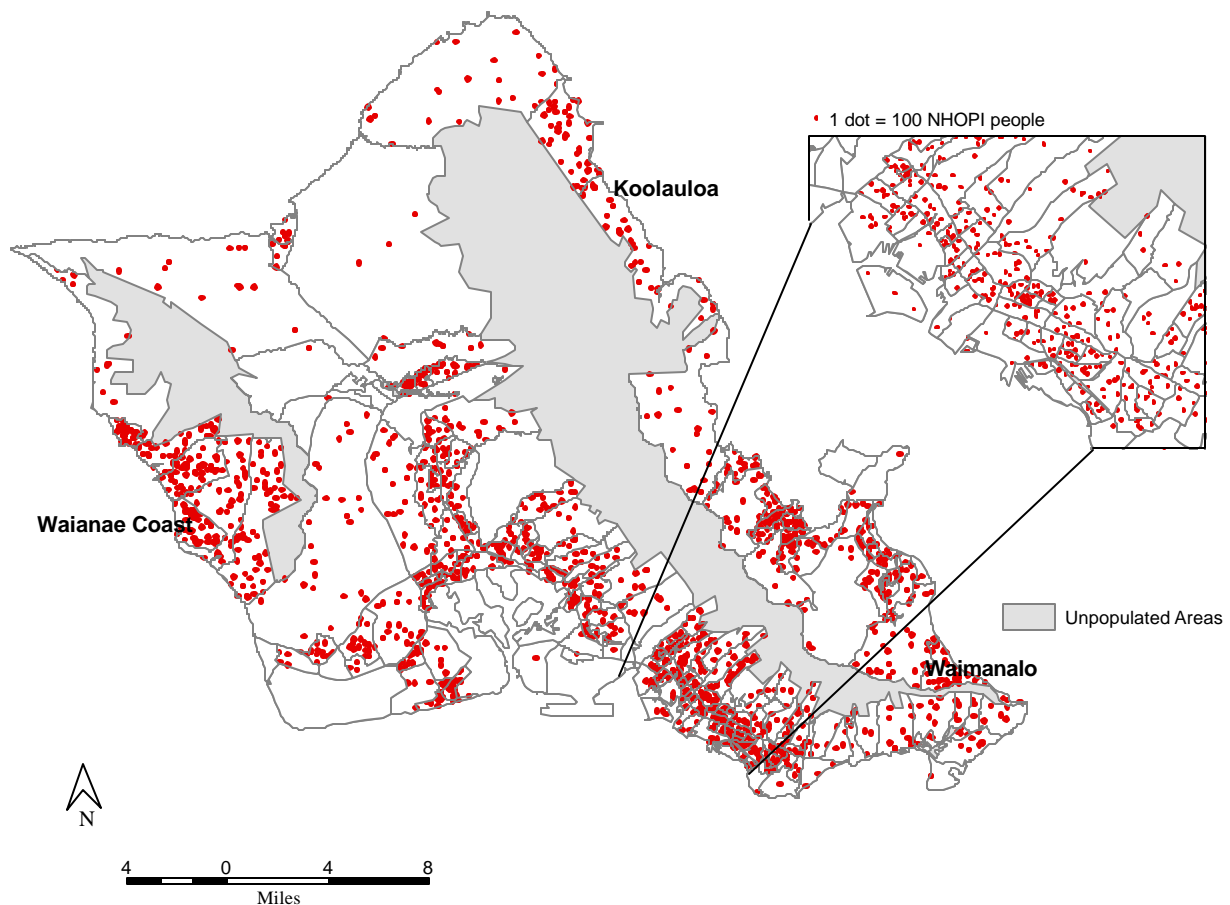 1 dot = 100 NHOPI people
Koolauloa
Waianae Coast
Unpopulated Areas
Waimanalo
N
4 0 4 8
Miles